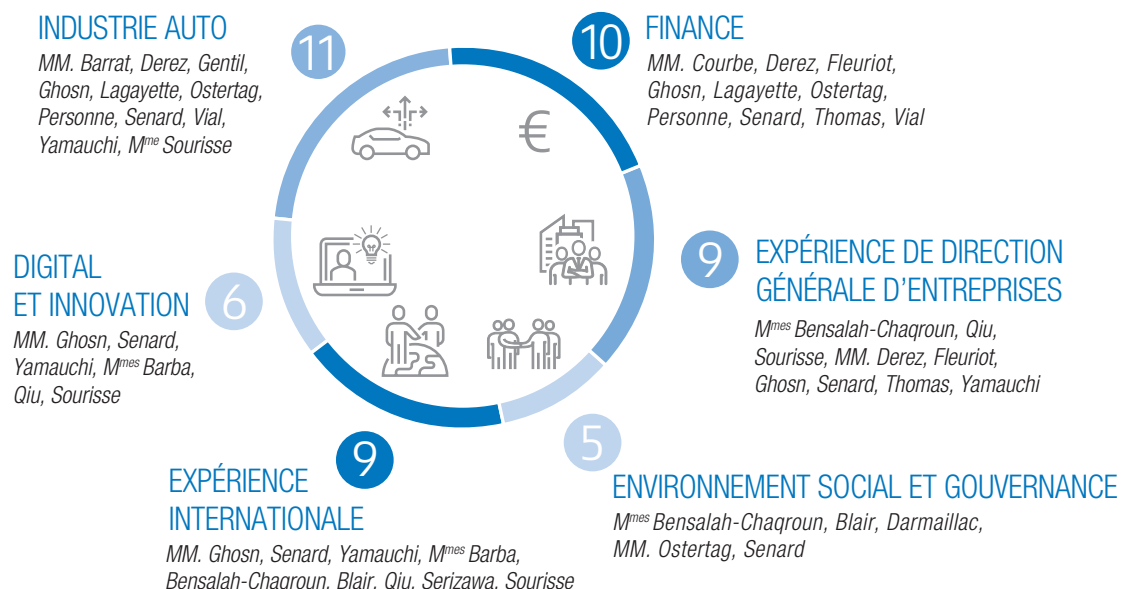 INDUSTRIE AUTO
11
MM. Barrat, Derez, Gentil,
Ghosn, Lagayette, Ostertag,
Personne, Senard, Vial,
Yamauchi, Mme Sourisse
10
FINANCE
MM. Courbe, Derez, Fleuriot,
Ghosn, Lagayette, Ostertag,
Personne, Senard, Thomas, Vial
€
DIGITAL
ET INNOVATION
6
MM. Ghosn, Senard,
Yamauchi, Mmes Barba,
Qiu, Sourisse
9
EXPÉRIENCE DE DIRECTION
GÉNÉRALE D'ENTREPRISES
Mmes Bensalah-Chaqroun, Qiu,
Sourisse, MM. Derez, Fleuriot,
Ghosn, Senard, Thomas, Yamauchi
9
EXPÉRIENCE
INTERNATIONALE
MM. Ghosn, Senard, Yamauchi, Mmes Barba,
Bensalah-Chaqroun, Blair, Qiu, Serizawa, Sourisse
5
ENVIRONNEMENT SOCIAL ET GOUVERNANCE
Mmes Bensalah-Chaqroun, Blair, Darmaillac,
MM. Ostertag, Senard